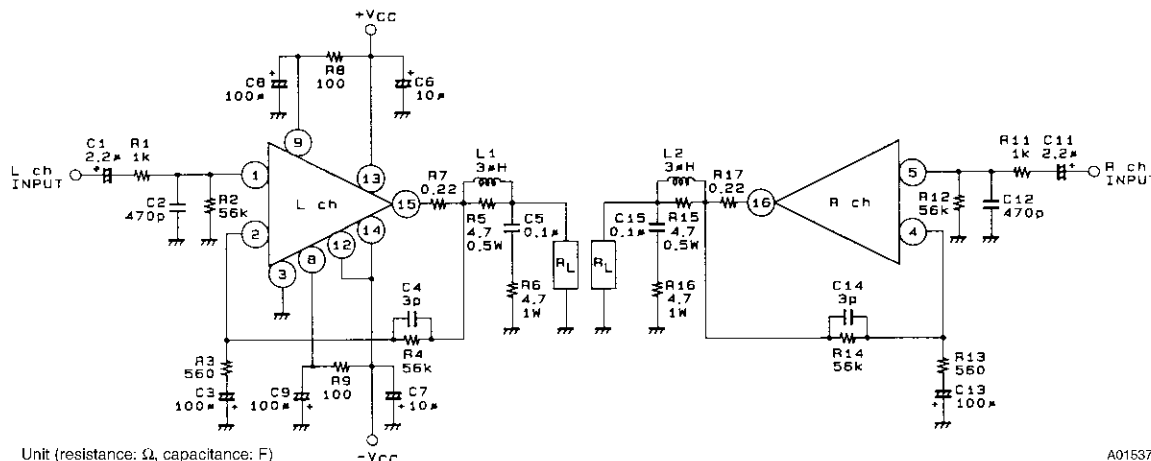 +VCC
C8
100μ
R8
100
C6
10μ
9
13
C1
2.2μ
R1
1k
L ch
INPUT
C2
470p
R2
56k
1
2
3
8
12
14
15
L ch
R7
0.22
L1
3μH
R5
4.7
0.5W
C5
0.1μ
R6
4.7
1W
RL
RL
L2
3μH
C15
0.1μ
R15
4.7
0.5W
R16
4.7
1W
R17
0.22
16
R ch
5
4
R11
1k
C11
2.2μ
R ch
INPUT
R12
56k
C12
470p
C4
3p
R4
56k
R3
560
C3
100μ
C9
100μ
R9
100
C7
10μ
C14
3p
R14
56k
R13
560
C13
100μ
-VCC
Unit (resistance: Ω, capacitance: F)
A01537